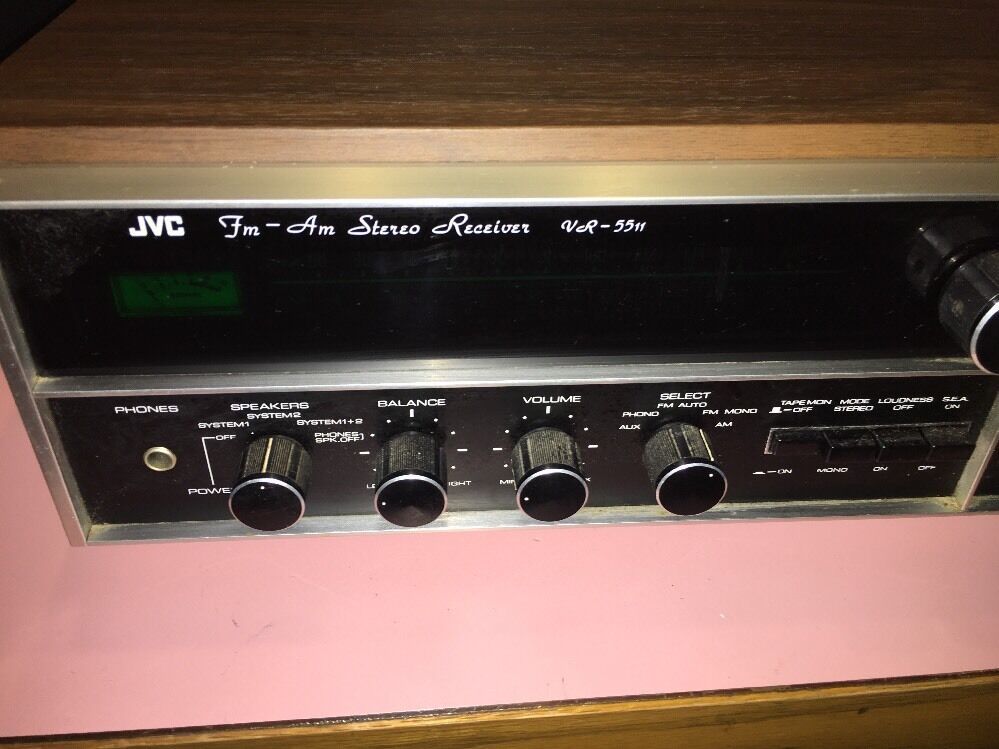 JVC Fm-Am Stereo Receiver VR-5511
PHONES
SPEAKERS
SYSTEM2
SYSTEM1
SYSTEM1+2
OFF
PHONES
SPK.OFF
BALANCE
VOLUME
SELECT
FM AUTO
PHONO
FM MONO
AUX
AM
TAPE MON
OFF
MODE
STEREO
LOUDNESS
OFF
S.E.A.
ON
ON
MONO
ON
OFF